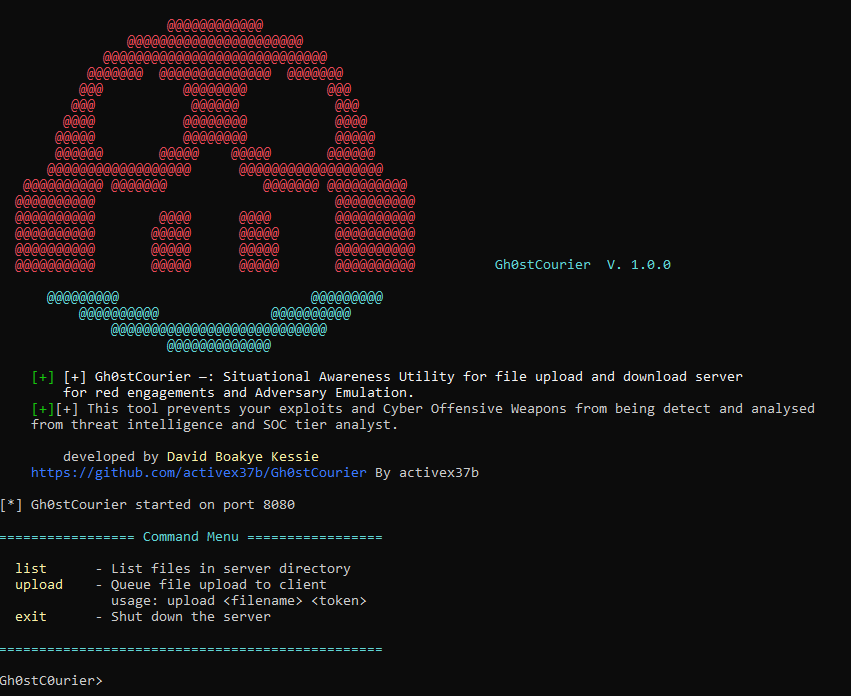 Gh0stCourier V. 1.0.0
[+] [+] Gh0stCourier —: Situational Awareness Utility for file upload and download server
for red engagements and Adversary Emulation.
[+][+] This tool prevents your exploits and Cyber Offensive Weapons from being detect and analysed
from threat intelligence and SOC tier analyst.
developed by David Boakye Kessie
https://github.com/activex37b/Gh0stCourier By activex37b
[*] Gh0stCourier started on port 8080
================= Command Menu =================
list - List files in server directory
upload - Queue file upload to client
usage: upload <filename> <token>
exit - Shut down the server
================================================
Gh0stC0urier>